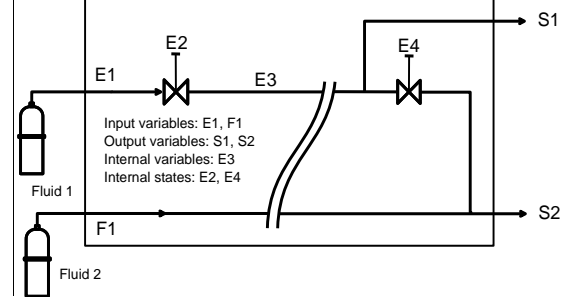 S1
E2
E4
E1
E3
Input variables: E1, F1
Output variables: S1, S2
Internal variables: E3
Internal states: E2, E4
Fluid 1
S2
F1
Fluid 2